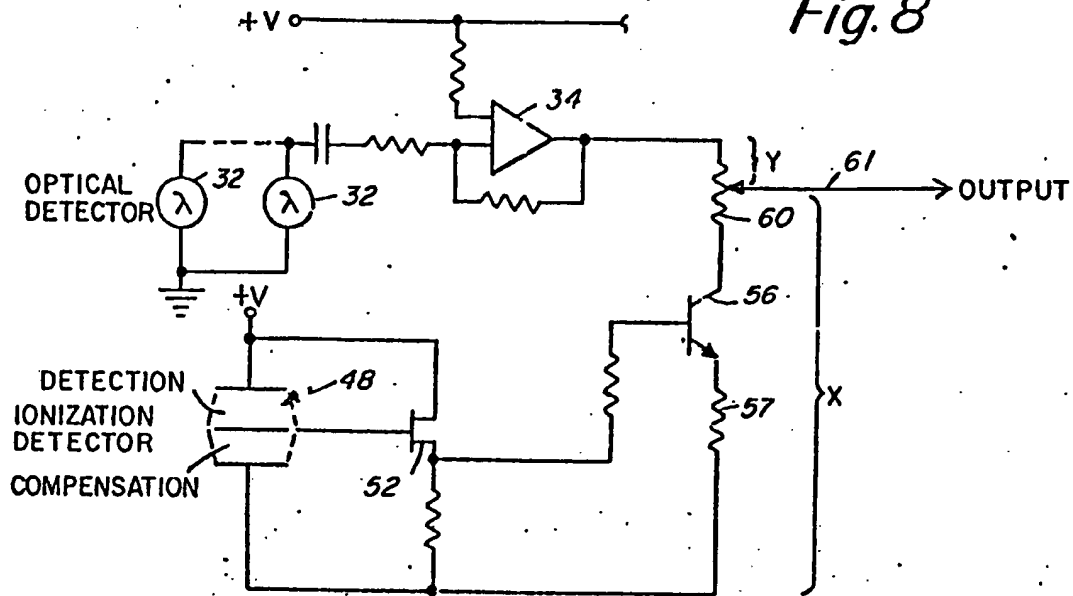 Fig. 8
+V
34
Y
61
OPTICAL
DETECTOR
32
λ
32
λ
OUTPUT
60
+V
56
DETECTION
48
IONIZATION
DETECTOR
57
X
COMPENSATION
52